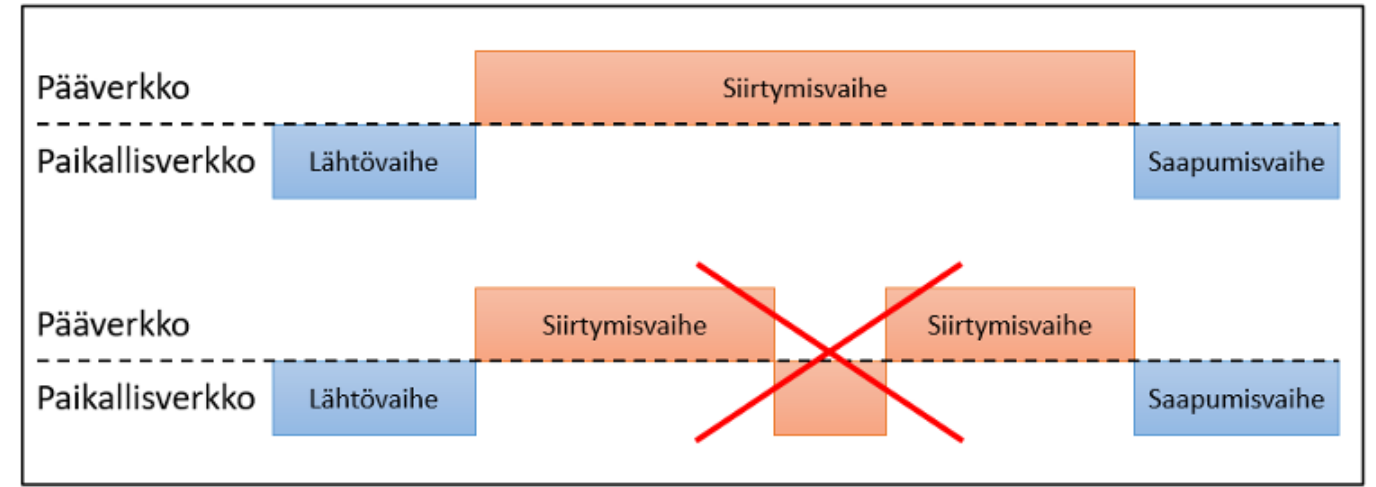 Pääverkko
Siirtymisvaihe
Paikallisverkko
Lähtövaihe
Saapumisvaihe
Pääverkko
Siirtymisvaihe
Siirtymisvaihe
Paikallisverkko
Lähtövaihe
Saapumisvaihe